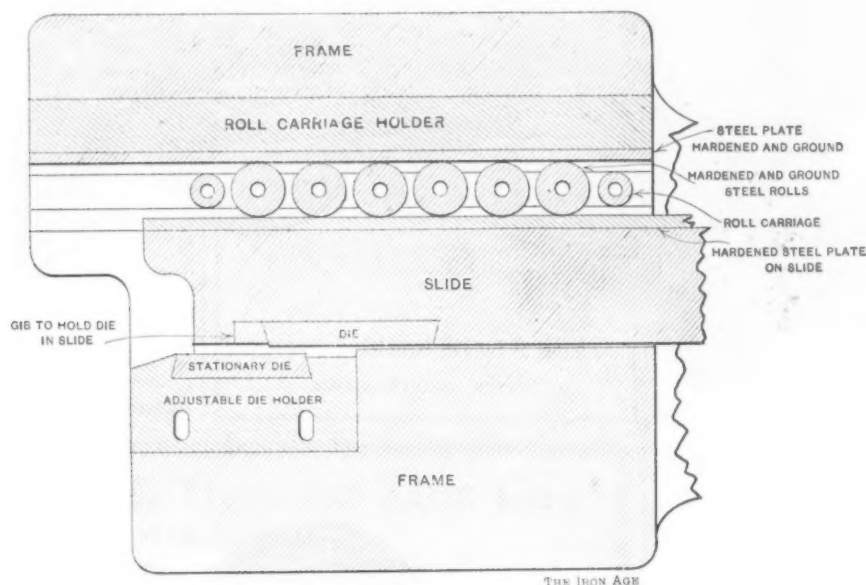 FRAME
ROLL CARRIAGE HOLDER
STEEL PLATE
HARDENED AND GROUND
HARDENED AND GROUND
STEEL ROLLS
ROLL CARRIAGE
HARDENED STEEL PLATE
ON SLIDE
SLIDE
GIB TO HOLD DIE
IN SLIDE
DIE
STATIONARY DIE
ADJUSTABLE DIE HOLDER
FRAME
THE IRON AGE